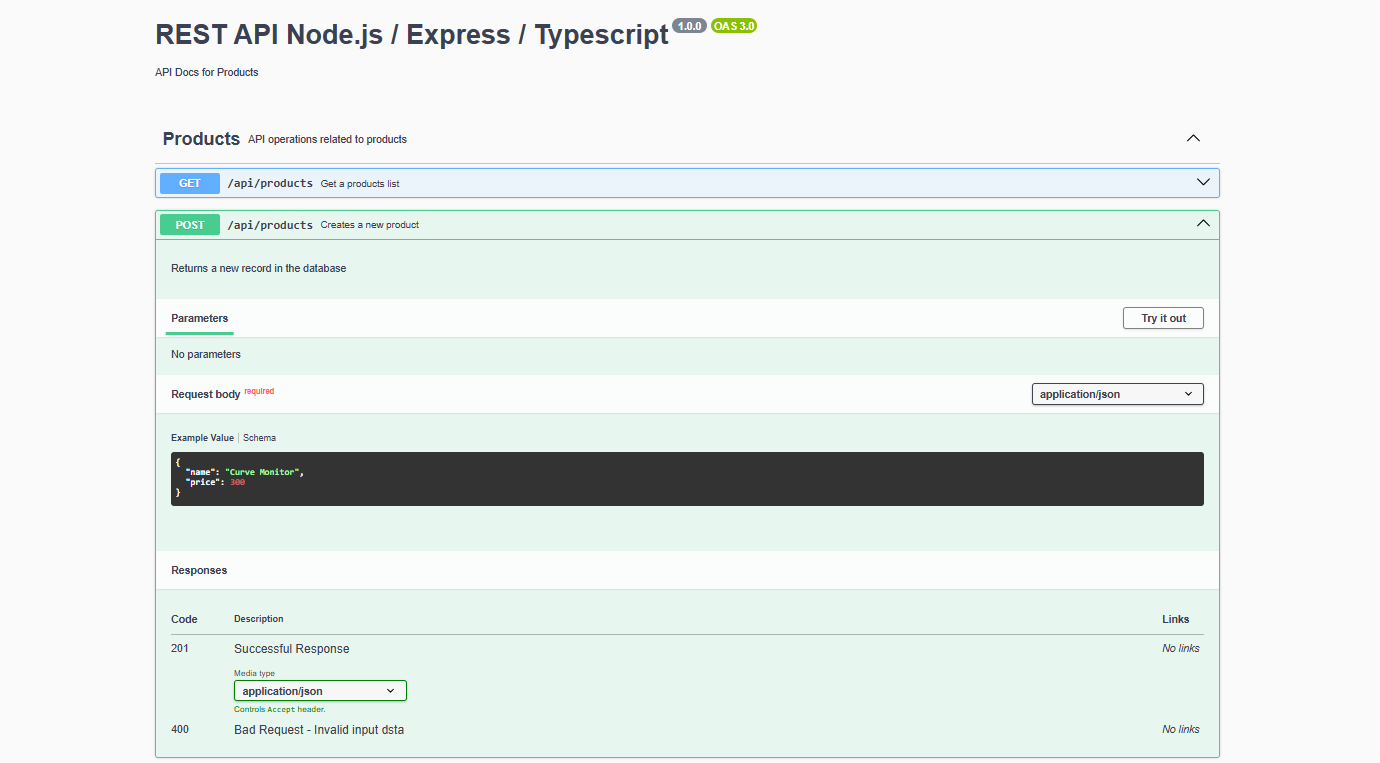 REST API Node.js / Express / Typescript 1.0.0 OAS 3.0
API Docs for Products
Products API operations related to products
GET /api/products Get a products list
POST /api/products Creates a new product
Returns a new record in the database
Parameters Try it out
No parameters
Request body required application/json
Example Value | Schema
{
"name": "Curve Monitor",
"price": 300
}
Responses
Code Description Links
201 Successful Response No links
Media type
application/json
Controls Accept header.
400 Bad Request - Invalid input dsta No links